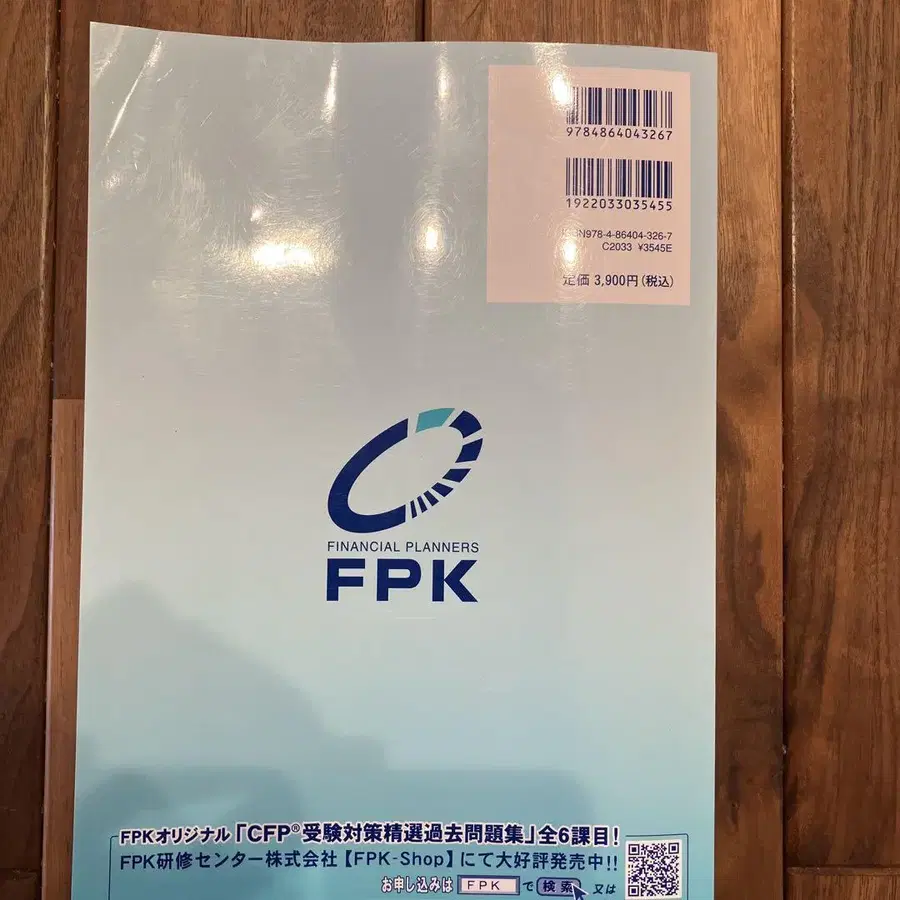 9784864043267
1922033035455
ISBN978-4-86404-326-7
C2033 ¥3545E
定価 3,900円(税込)
FINANCIAL PLANNERS
FPK
FPKオリジナル「CFP®受験対策精選過去問題集」全6課目!
FPK研修センター株式会社【FPK-Shop】にて大好評発売中!!
お申し込みは FPK で 検索 又は